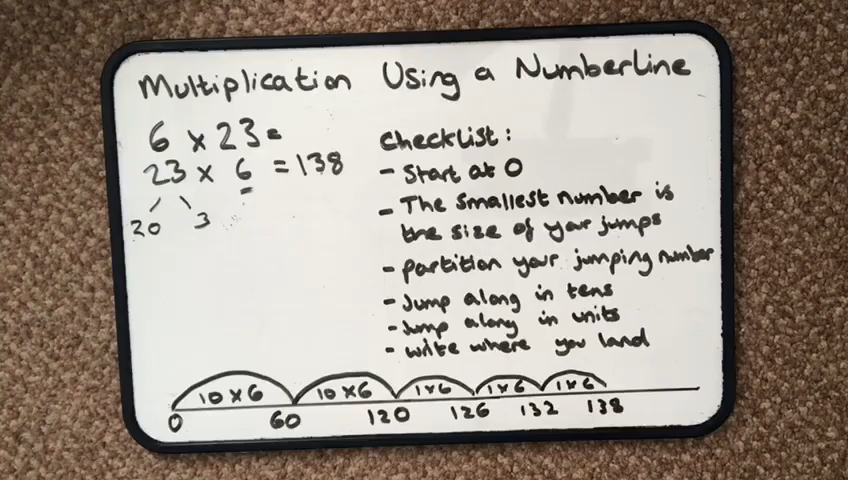 Multiplication Using a Numberline
6 x 23 =
23 x 6 = 138
20 3
Checklist:
- Start at 0
- The smallest number is
the size of your jumps
- partition your jumping number
- Jump along in tens
- Jump along in units
- write where you land
10 x 6 10 x 6 1 x 6 1 x 6 1 x 6
0 60 120 126 132 138